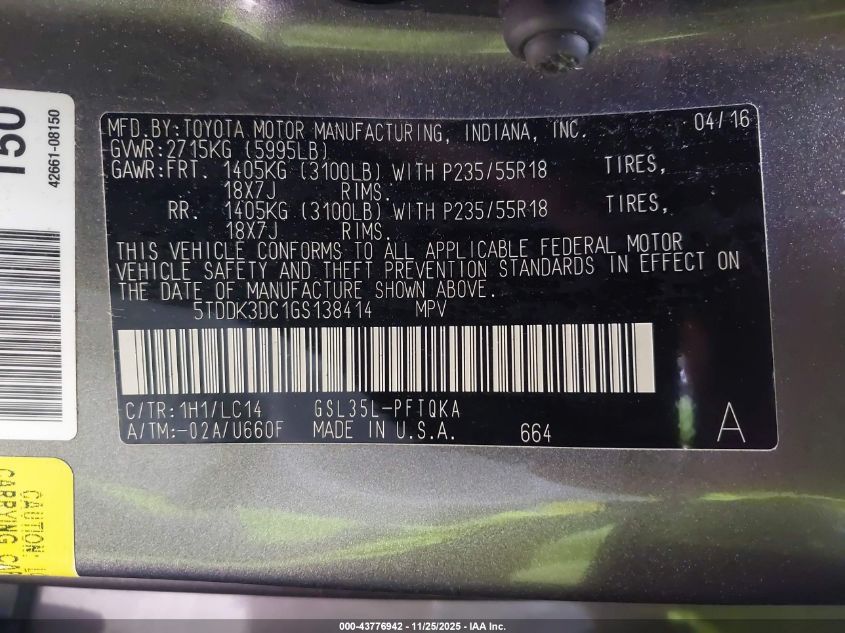 MFD.BY:TOYOTA MOTOR MANUFACTURING, INDIANA, INC. 04/16
GVWR:2715KG (5995LB)
GAWR:FRT. 1405KG (3100LB) WITH P235/55R18 TIRES,
18X7J RIMS.
RR. 1405KG (3100LB) WITH P235/55R18 TIRES,
18X7J RIMS.
THIS VEHICLE CONFORMS TO ALL APPLICABLE FEDERAL MOTOR
VEHICLE SAFETY AND THEFT PREVENTION STANDARDS IN EFFECT ON
THE DATE OF MANUFACTURE SHOWN ABOVE.
5TDDK3DC1GS138414 MPV
C/TR:1H1/LC14 GSL35L-PFTQKA
A/TM:-02A/U660F MADE IN U.S.A. 664 A
150
42661-08150
CAUTION:
CARRYING
000-43776942 - 11/25/2025 - IAA Inc.